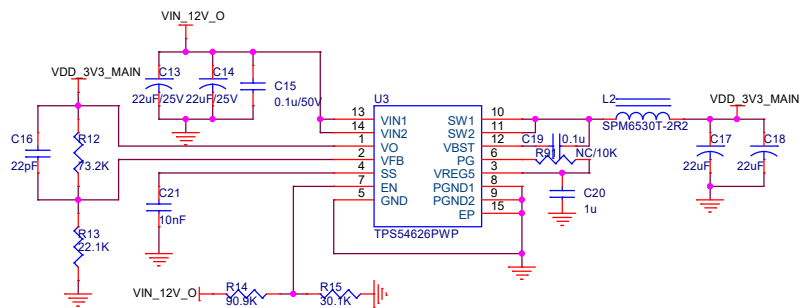 VIN_12V_O
VDD_3V3_MAIN
C13
22uF/25V
C14
22uF/25V
C15
0.1u/50V
C16
22pF
R12
73.2K
R13
22.1K
C21
10nF
U3
13 VIN1
14 VIN2
1 VO
2 VFB
4 SS
7 EN
5 GND
SW1 10
SW2 11
VBST 12
PG 6
VREG5 3
PGND1 8
PGND2 9
EP 15
TPS54626PWP
C19 0.1u
R91 NC/10K
C20
1u
L2
SPM6530T-2R2
VDD_3V3_MAIN
C17
22uF
C18
22uF
VIN_12V_O
R14
90.9K
R15
30.1K